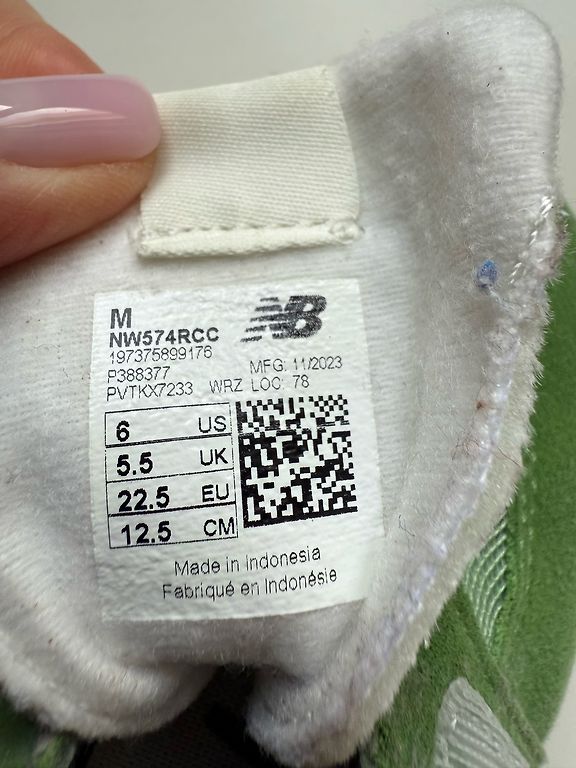 M
NB
NW574RCC
197375899176
P388377 MFG: 11/2023
PVTKX7233 WRZ LOC: 78
6 US
5.5 UK
22.5 EU
12.5 CM
Made in Indonesia
Fabriqué en Indonésie